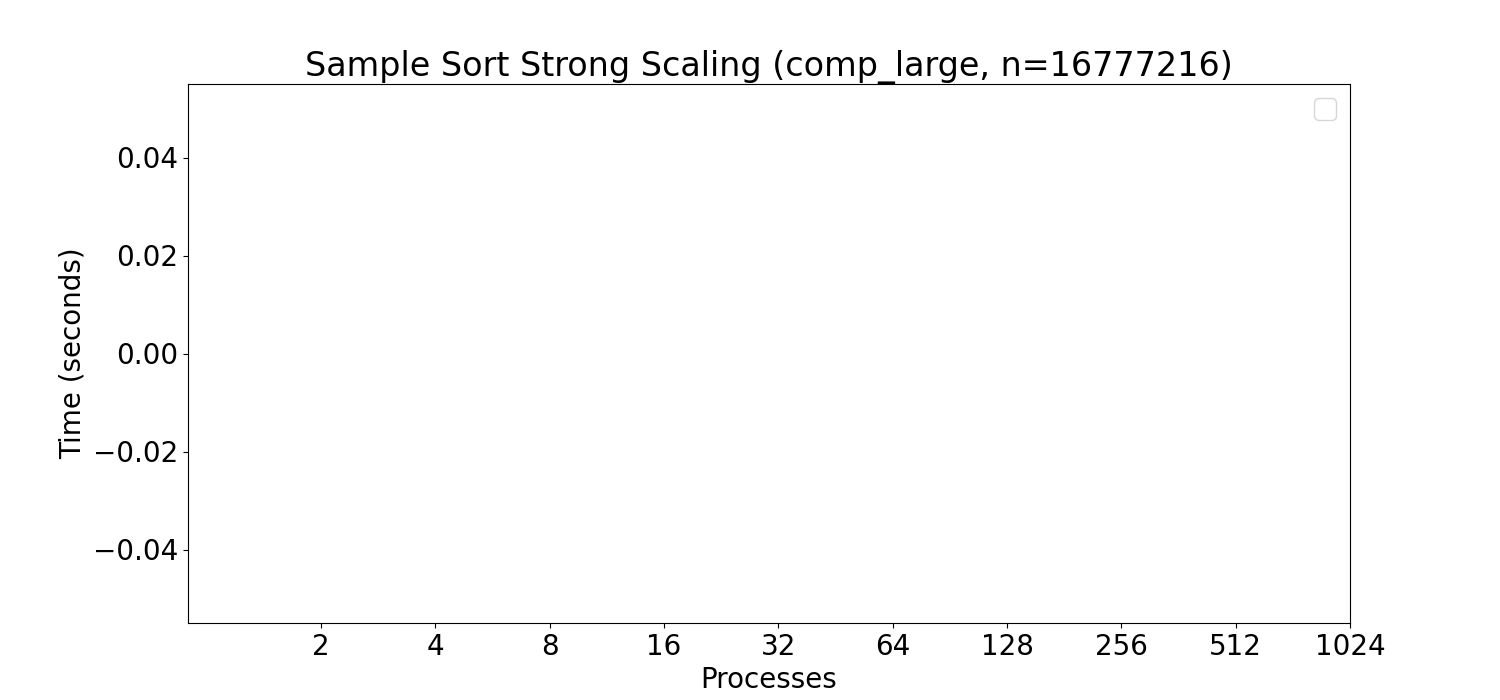 Sample Sort Strong Scaling (comp_large, n=16777216)
0.04
0.02
0.00
−0.02
−0.04
Time (seconds)
2 4 8 16 32 64 128 256 512 1024
Processes